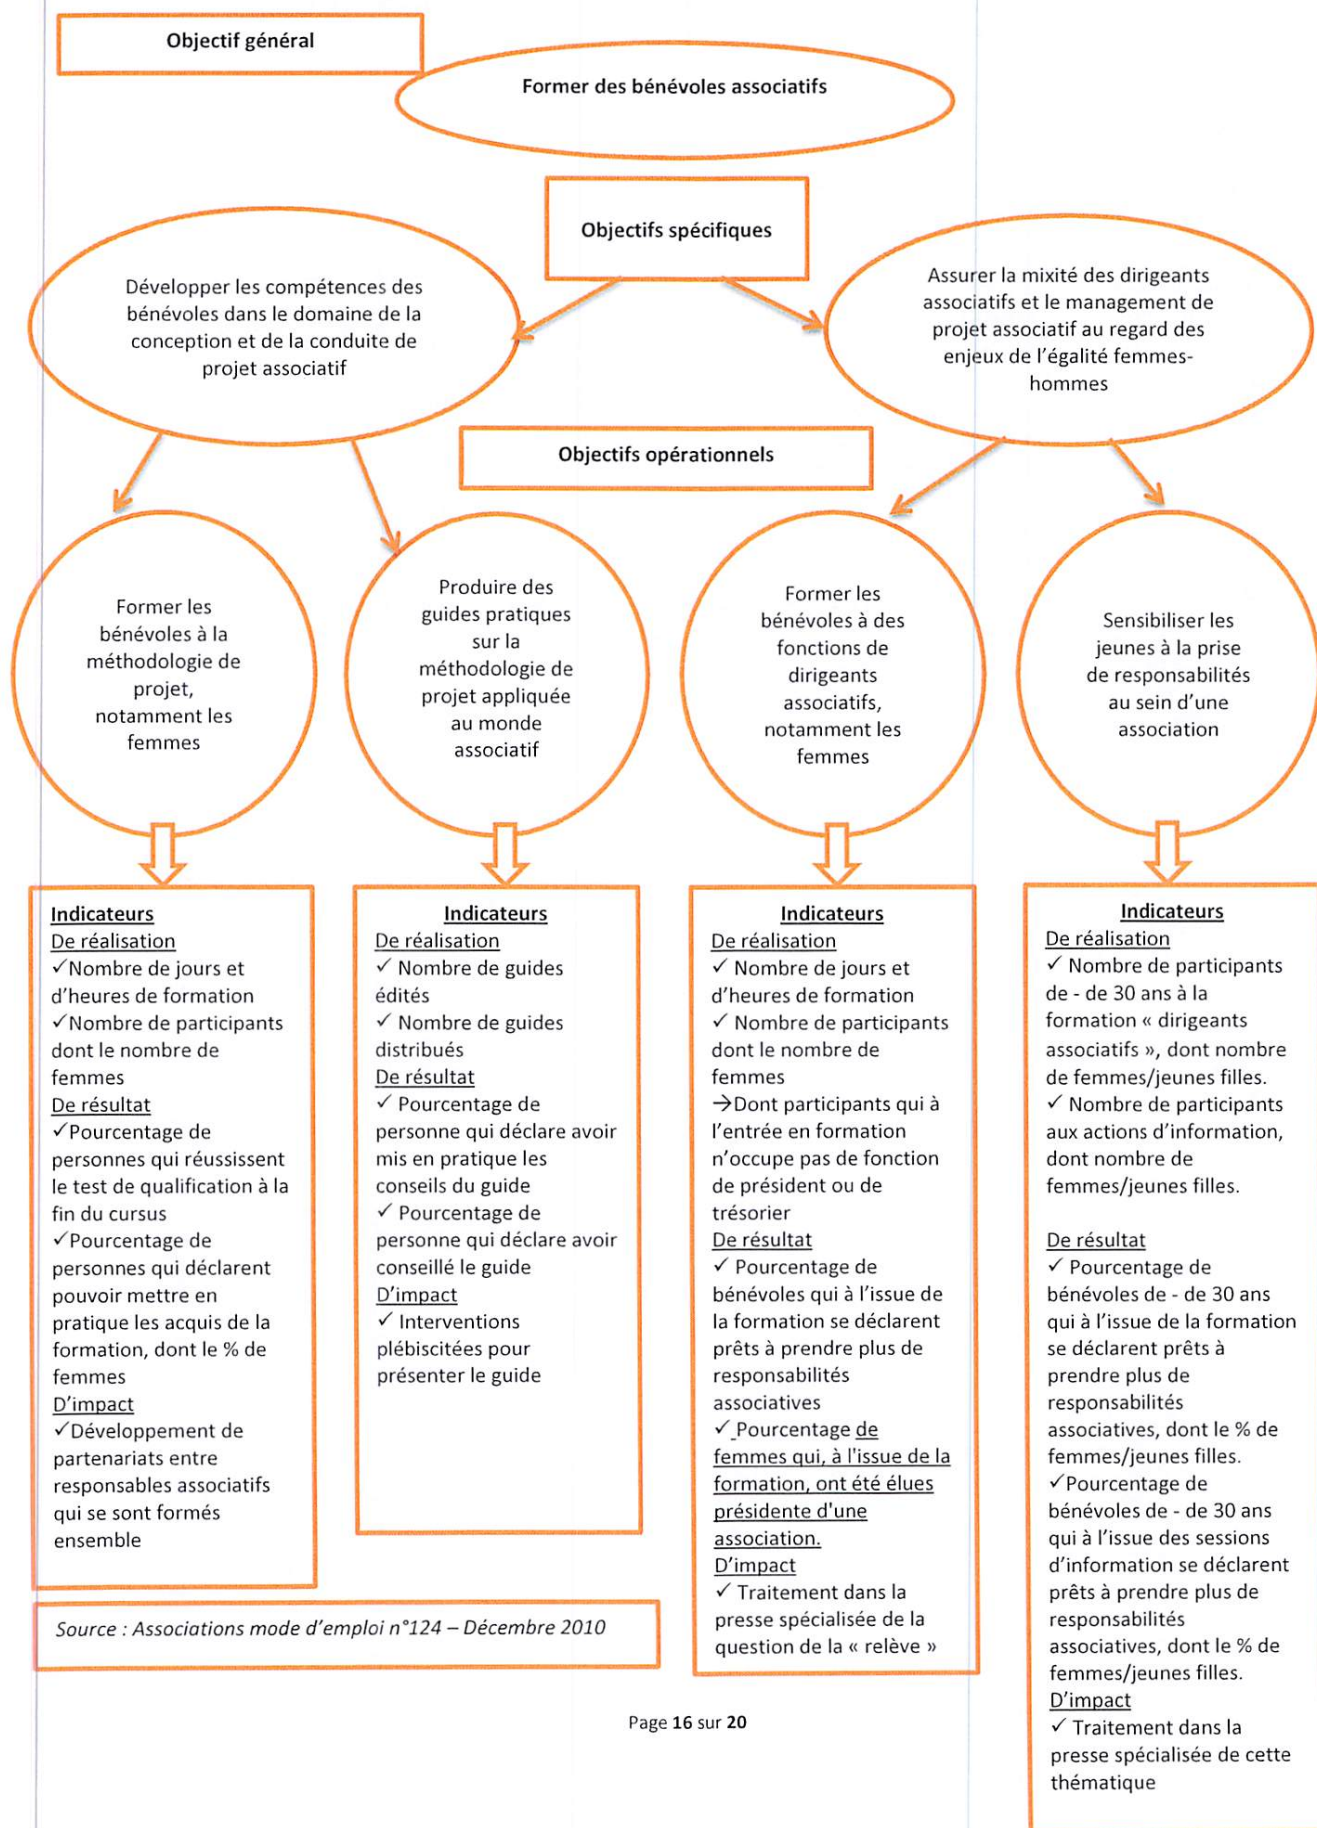 Objectif général
Former des bénévoles associatifs
Objectifs spécifiques
Développer les compétences des
bénévoles dans le domaine de la
conception et de la conduite de
projet associatif
Assurer la mixité des dirigeants
associatifs et le management de
projet associatif au regard des
enjeux de l'égalité femmes-
hommes
Objectifs opérationnels
Former les
bénévoles à la
méthodologie de
projet,
notamment les
femmes
Produire des
guides pratiques
sur la
méthodologie de
projet appliquée
au monde
associatif
Former les
bénévoles à des
fonctions de
dirigeants
associatifs,
notamment les
femmes
Sensibiliser les
jeunes à la prise
de responsabilités
au sein d'une
association
Indicateurs
De réalisation
✓Nombre de jours et
d'heures de formation
✓Nombre de participants
dont le nombre de
femmes
De résultat
✓Pourcentage de
personnes qui réussissent
le test de qualification à la
fin du cursus
✓Pourcentage de
personnes qui déclarent
pouvoir mettre en
pratique les acquis de la
formation, dont le % de
femmes
D'impact
✓Développement de
partenariats entre
responsables associatifs
qui se sont formés
ensemble
Indicateurs
De réalisation
✓ Nombre de guides
édités
✓ Nombre de guides
distribués
De résultat
✓ Pourcentage de
personne qui déclare avoir
mis en pratique les
conseils du guide
✓ Pourcentage de
personne qui déclare avoir
conseillé le guide
D'impact
✓ Interventions
plébiscitées pour
présenter le guide
Indicateurs
De réalisation
✓ Nombre de jours et
d'heures de formation
✓ Nombre de participants
dont le nombre de
femmes
→Dont participants qui à
l'entrée en formation
n'occupe pas de fonction
de président ou de
trésorier
De résultat
✓ Pourcentage de
bénévoles qui à l'issue de
la formation se déclarent
prêts à prendre plus de
responsabilités
associatives
✓ Pourcentage de
femmes qui, à l'issue de la
formation, ont été élues
présidente d'une
association.
D'impact
✓ Traitement dans la
presse spécialisée de la
question de la « relève »
Indicateurs
De réalisation
✓ Nombre de participants
de - de 30 ans à la
formation « dirigeants
associatifs », dont nombre
de femmes/jeunes filles.
✓ Nombre de participants
aux actions d'information,
dont nombre de
femmes/jeunes filles.
De résultat
✓ Pourcentage de
bénévoles de - de 30 ans
qui à l'issue de la formation
se déclarent prêts à
prendre plus de
responsabilités
associatives, dont le % de
femmes/jeunes filles.
✓Pourcentage de
bénévoles de - de 30 ans
qui à l'issue des sessions
d'information se déclarent
prêts à prendre plus de
responsabilités
associatives, dont le % de
femmes/jeunes filles.
D'impact
✓ Traitement dans la
presse spécialisée de cette
thématique
Source : Associations mode d'emploi n°124 – Décembre 2010
Page 16 sur 20